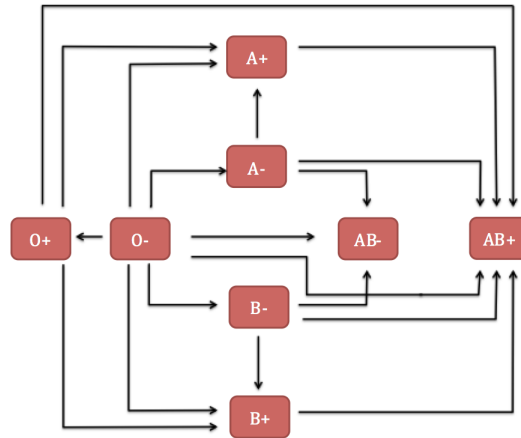 A+
A-
O+ O- AB- AB+
B-
B+